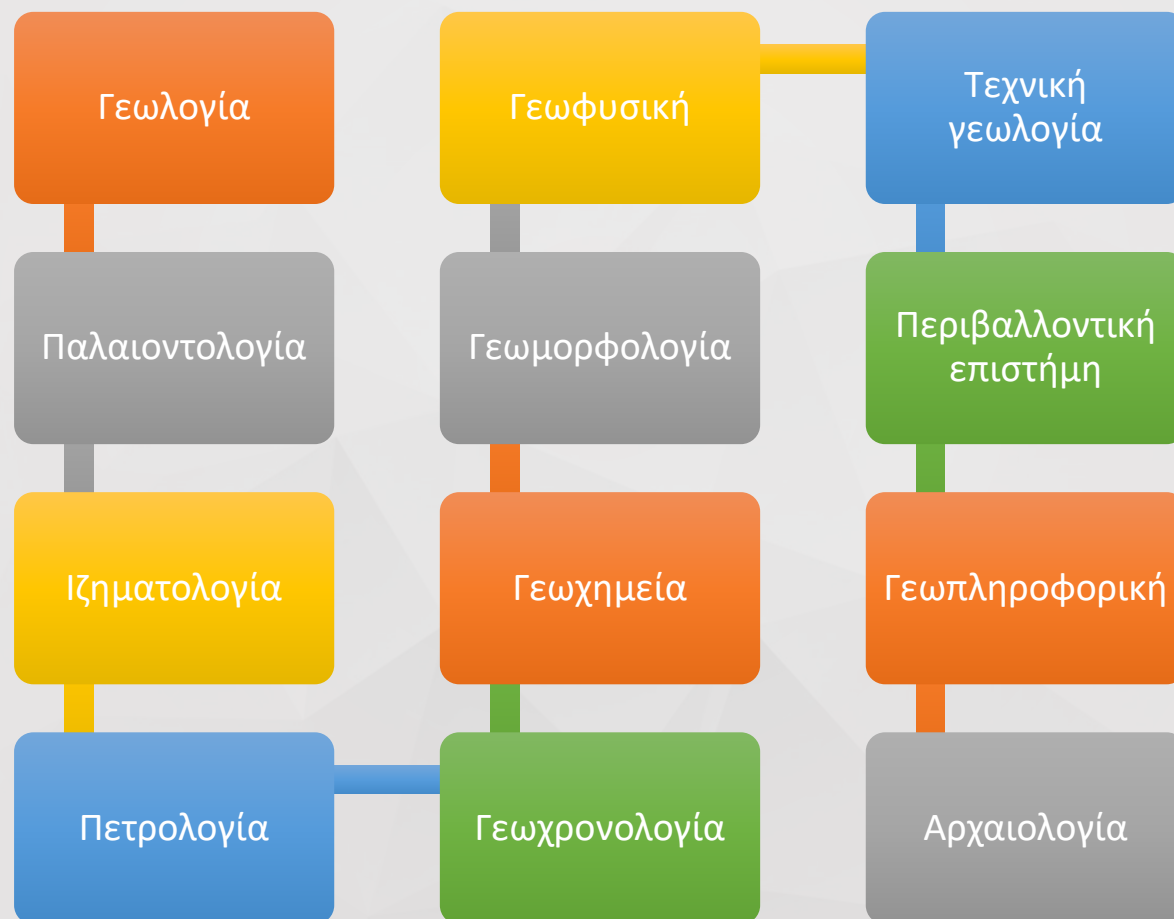 Γεωλογία
Παλαιοντολογία
Ιζηματολογία
Πετρολογία
Γεωχρονολογία
Γεωχημεία
Γεωμορφολογία
Γεωφυσική
Τεχνική
γεωλογία
Περιβαλλοντική
επιστήμη
Γεωπληροφορική
Αρχαιολογία